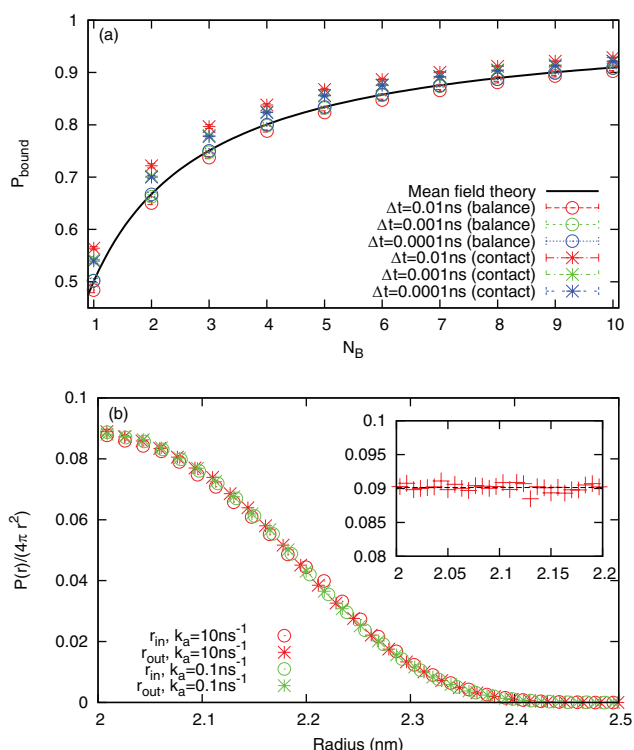 (a)
1
0.9
0.8
0.7
0.6
0.5
P_bound
Mean field theory
Δt=0.01ns (balance)
Δt=0.001ns (balance)
Δt=0.0001ns (balance)
Δt=0.01ns (contact)
Δt=0.001ns (contact)
Δt=0.0001ns (contact)
1 2 3 4 5 6 7 8 9 10
N_B
(b)
0.1
0.08
0.06
0.04
0.02
0
P(r)/(4π r²)
0.1
0.095
0.09
0.085
0.08
2 2.05 2.1 2.15 2.2
r_in, k_a=10ns⁻¹
r_out, k_a=10ns⁻¹
r_in, k_a=0.1ns⁻¹
r_out, k_a=0.1ns⁻¹
2 2.1 2.2 2.3 2.4 2.5
Radius (nm)